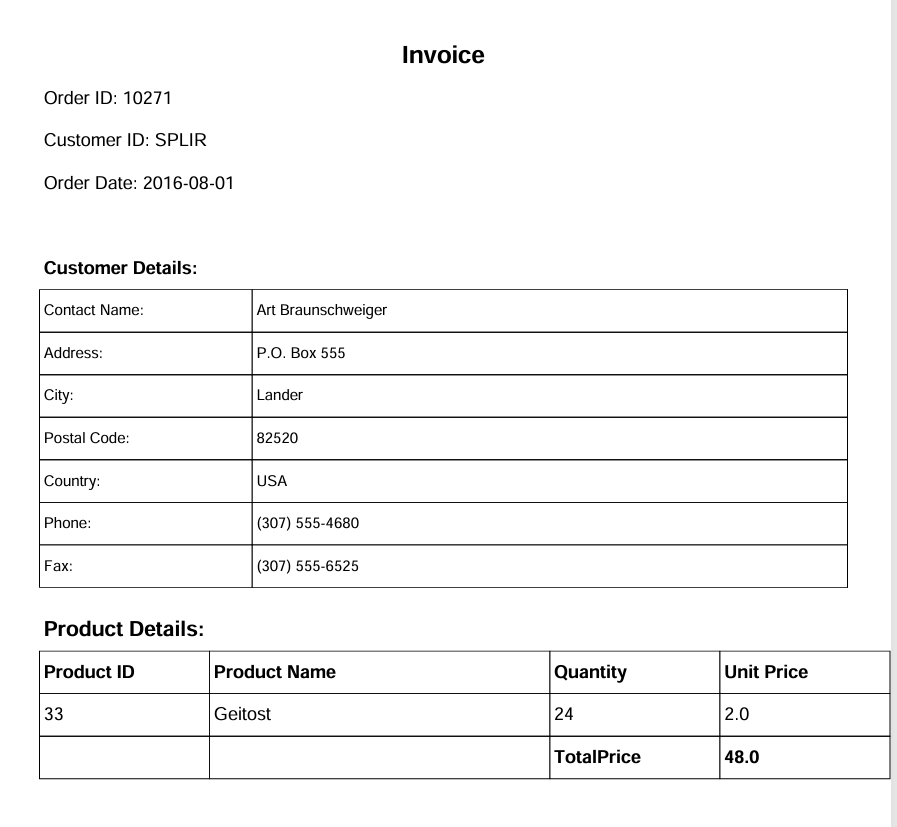 Invoice
Order ID: 10271
Customer ID: SPLIR
Order Date: 2016-08-01
Customer Details:
Contact Name: Art Braunschweiger
Address: P.O. Box 555
City: Lander
Postal Code: 82520
Country: USA
Phone: (307) 555-4680
Fax: (307) 555-6525
Product Details:
Product ID Product Name Quantity Unit Price
33 Geitost 24 2.0
TotalPrice 48.0